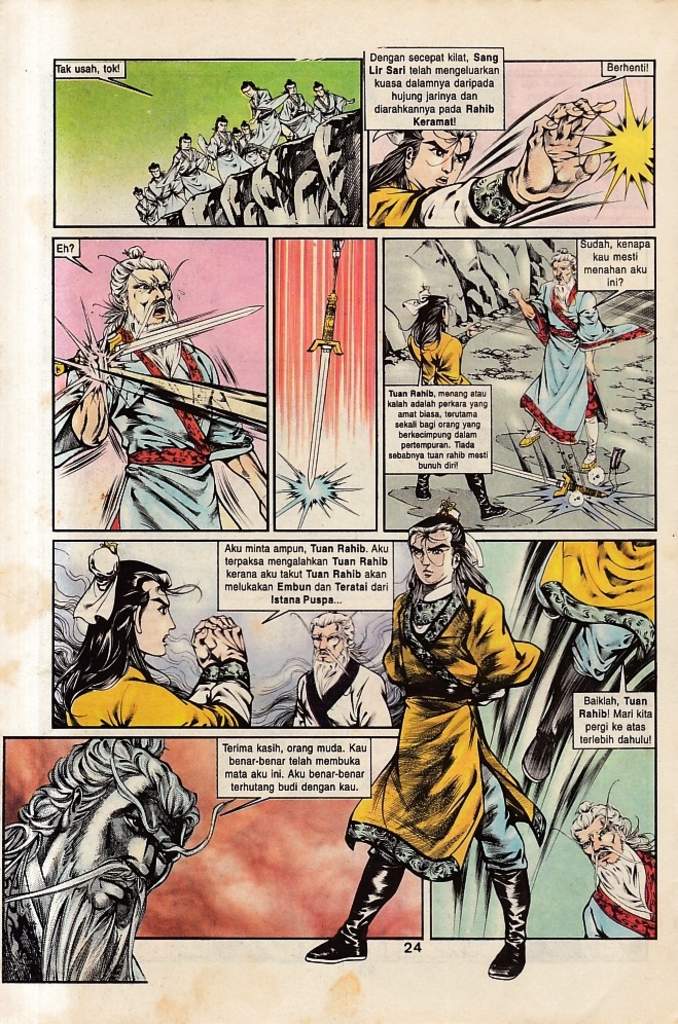 Tak usah, tok!
Dengan secepat kilat, Sang
Lir Sari telah mengeluarkan
kuasa dalamnya daripada
hujung jarinya dan
diarahkannya pada Rahib
Keramat!
Berhenti!
Eh?
Sudah, kenapa
kau mesti
menahan aku
ini?
Tuan Rahib, menang atau
kalah adalah perkara yang
amat biasa, terutama
sekali bagi orang yang
berkecimpung dalam
pertempuran. Tiada
sebabnya tuan rahib mesti
bunuh diri!
Aku minta ampun, Tuan Rahib. Aku
terpaksa mengalahkan Tuan Rahib
kerana aku takut Tuan Rahib akan
melukakan Embun dan Teratai dari
Istana Puspa...
Baiklah, Tuan
Rahib! Mari kita
pergi ke atas
terlebih dahulu!
Terima kasih, orang muda. Kau
benar-benar telah membuka
mata aku ini. Aku benar-benar
terhutang budi dengan kau.
24